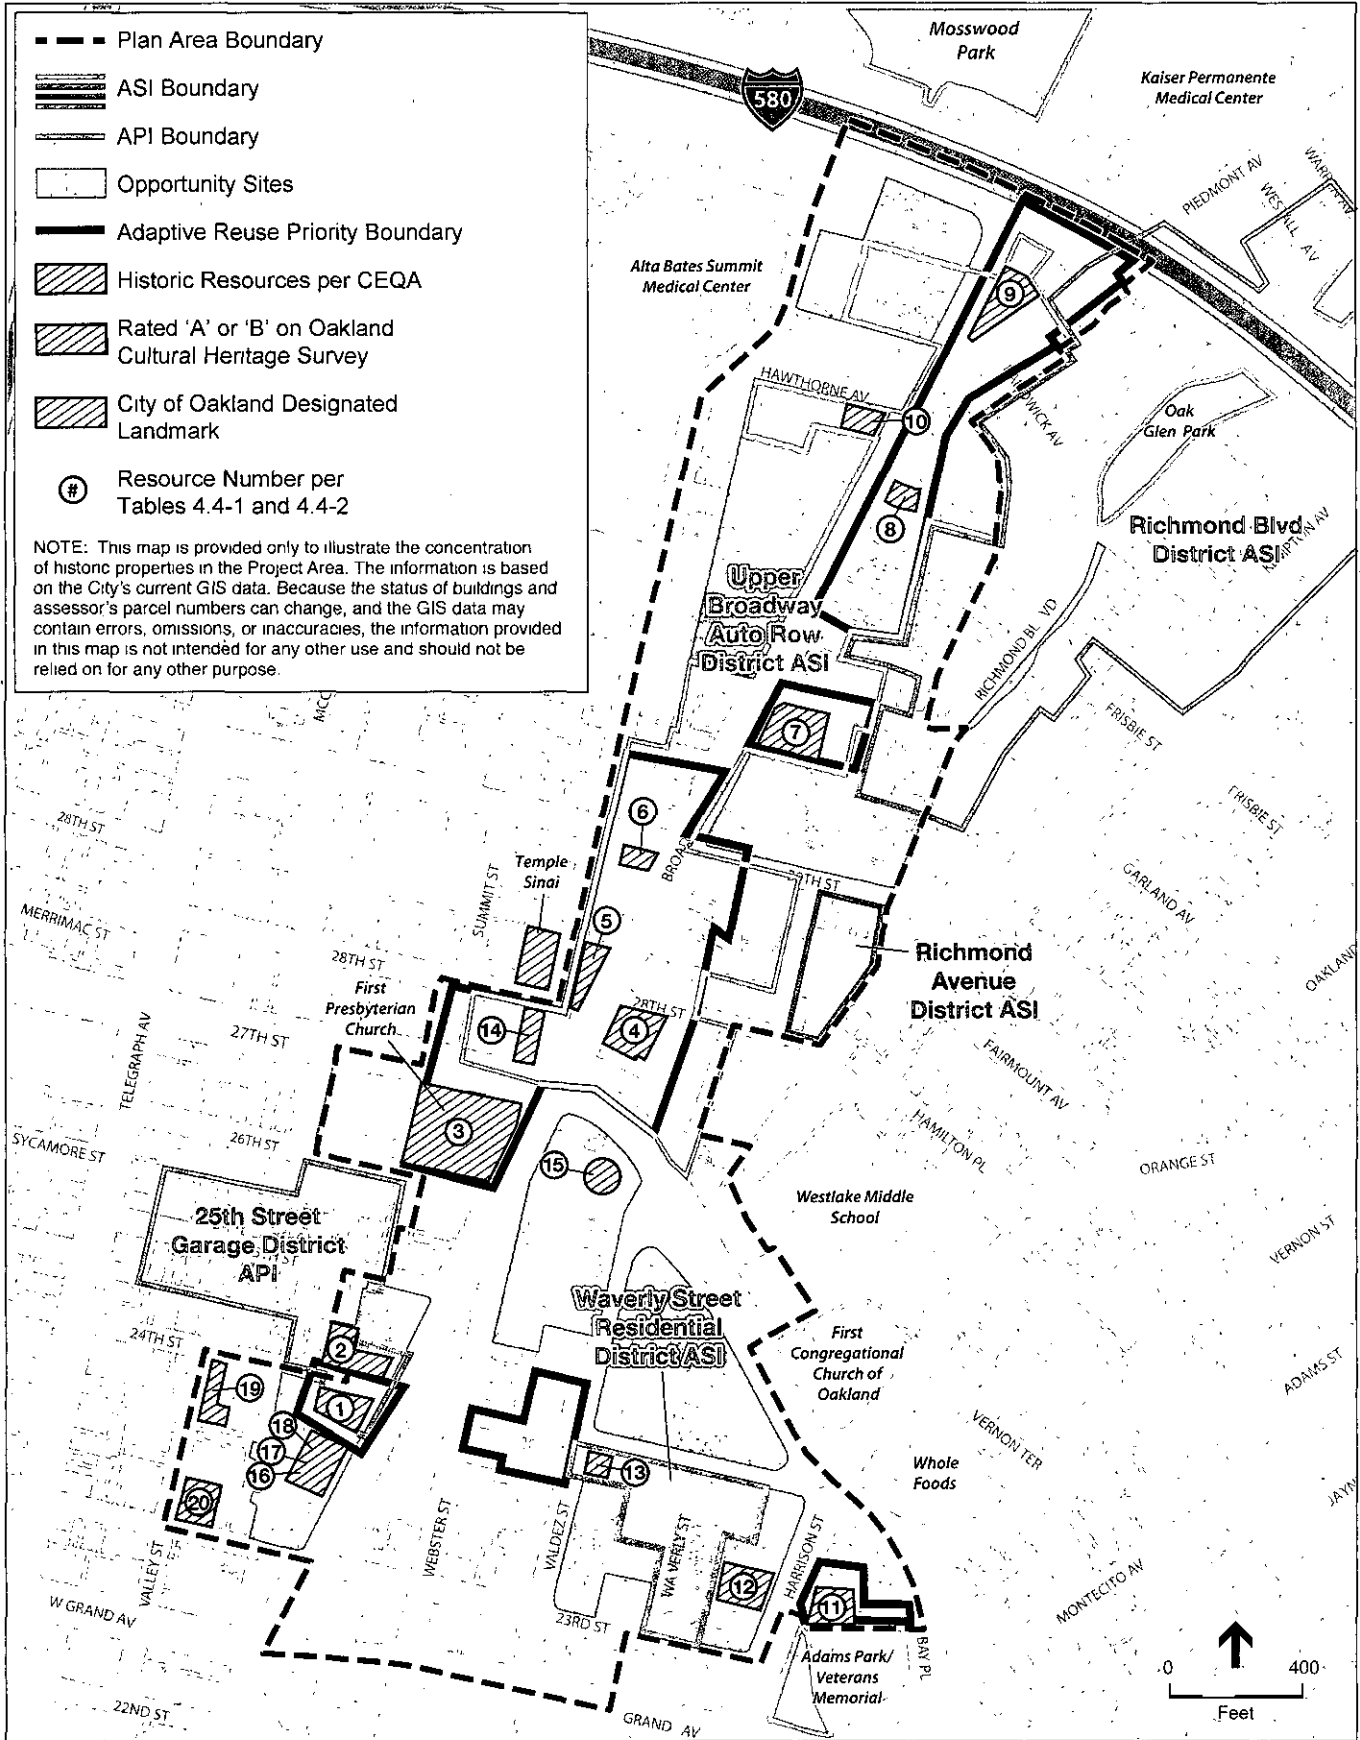 Plan Area Boundary
ASI Boundary
API Boundary
Opportunity Sites
Adaptive Reuse Priority Boundary
Historic Resources per CEQA
Rated 'A' or 'B' on Oakland
Cultural Heritage Survey
City of Oakland Designated
Landmark
#
Resource Number per
Tables 4.4-1 and 4.4-2
NOTE: This map is provided only to illustrate the concentration
of historic properties in the Project Area. The information is based
on the City's current GIS data. Because the status of buildings and
assessor's parcel numbers can change, and the GIS data may
contain errors, omissions, or inaccuracies, the information provided
in this map is not intended for any other use and should not be
relied on for any other purpose.
Mosswood
Park
580
Kaiser Permanente
Medical Center
PIEDMONT AV
WESTALL AV
Alta Bates Summit
Medical Center
9
HAWTHORNE AV
10
Oak
Glen Park
8
Richmond Blvd
District ASI
Upper
Broadway
Auto Row
District ASI
RICHMOND BL VD
7
FRISBIE ST
6
FRISBIE ST
28TH ST
Temple
Sinai
SUMMIT ST
GARLAND AV
MERRIMAC ST
5
28TH ST
Richmond
Avenue
District ASI
OAKLAND
First
Presbyterian
Church
28TH ST
14
4
27TH ST
TELEGRAPH AV
FAIRMOUNT AV
3
26TH ST
HAMILTON PL
SYCAMORE ST
ORANGE ST
15
Westlake Middle
School
25th Street
Garage District
API
VERNON ST
Waverly Street
Residential
District ASI
24TH ST
2
First
Congregational
Church of
Oakland
ADAMS ST
19
1
18
17
16
VERNON TER
Whole
Foods
13
20
WEBSTER ST
VALDEZ ST
WAVERLY ST
HARRISON ST
VALLEY ST
12
11
MONTECITO AV
W GRAND AV
23RD ST
BAY PL
Adams Park/
Veterans
Memorial
0
400
Feet
22ND ST
GRAND AV